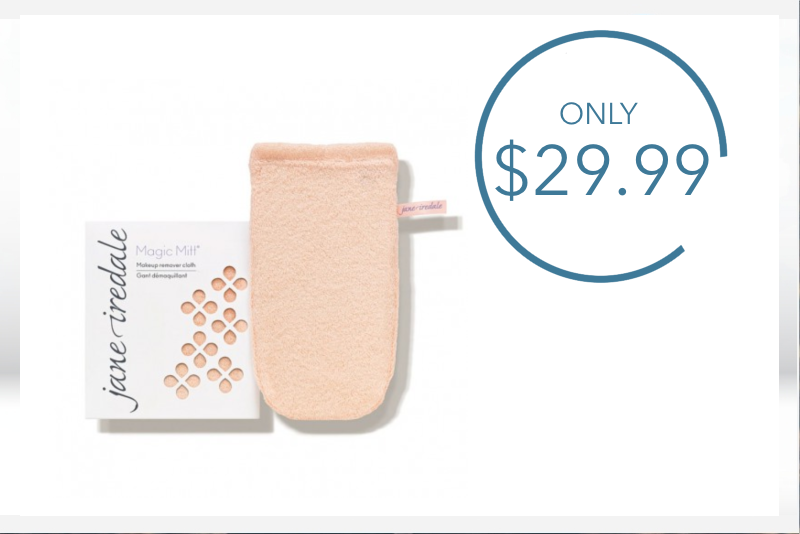 jane iredale
Magic Mitt®
Makeup remover cloth
Gant démaquillant
jane iredale
ONLY
$29.99